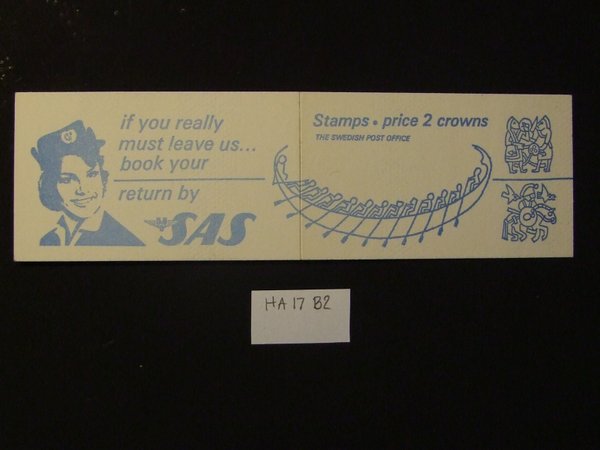 if you really
must leave us...
book your
return by
SAS
Stamps • price 2 crowns
THE SWEDISH POST OFFICE
HA 17 B2